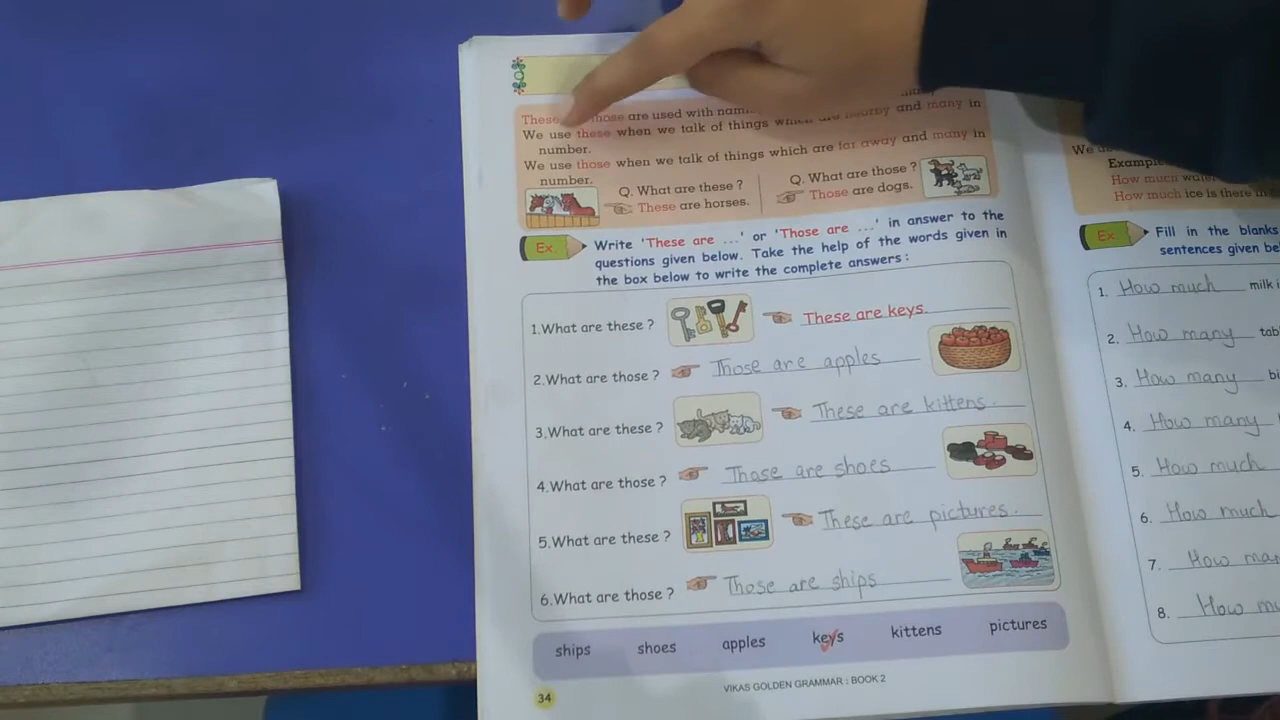 These those are used with
We use these when we talk of things which are nearby and many in
number.
We use those when we talk of things which are far away and many in
number.
Q. What are these ?
These are horses.
Q. What are those ?
Those are dogs.
Ex.
Write 'These are ...' or 'Those are ...' in answer to the
questions given below. Take the help of the words given in
the box below to write the complete answers :
1.What are these ? These are keys.
2.What are those ? Those are apples
3.What are these ? These are kittens.
4.What are those ? Those are shoes
5.What are these ? These are pictures.
6.What are those ? Those are ships
ships shoes apples keys kittens pictures
34
VIKAS GOLDEN GRAMMAR : BOOK 2
We
Example
How much
How much ice is there in
Ex.
Fill in the blanks
sentences given
1. How much milk
2. How many
3. How many
4. How many
5. How much
6. How much
7. How
8. How